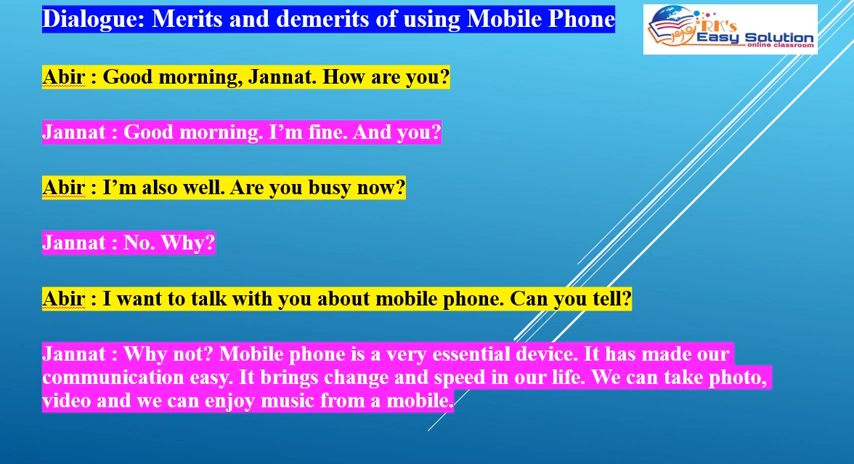 Dialogue: Merits and demerits of using Mobile Phone
RK's
Easy Solution
online classroom
Abir : Good morning, Jannat. How are you?
Jannat : Good morning. I'm fine. And you?
Abir : I'm also well. Are you busy now?
Jannat : No. Why?
Abir : I want to talk with you about mobile phone. Can you tell?
Jannat : Why not? Mobile phone is a very essential device. It has made our
communication easy. It brings change and speed in our life. We can take photo,
video and we can enjoy music from a mobile.